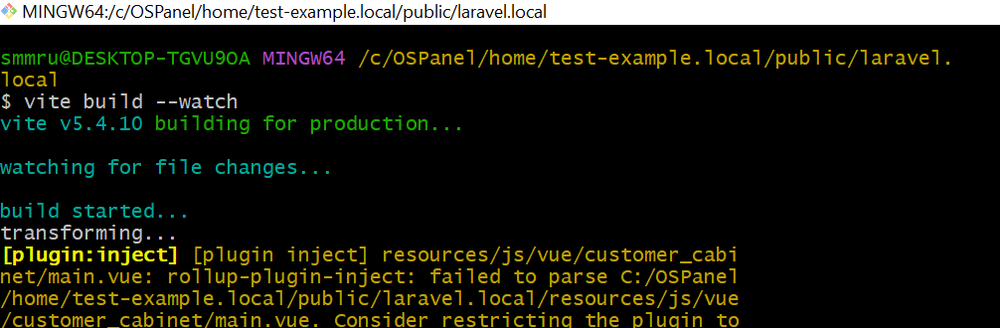 MINGW64:/c/OSPanel/home/test-example.local/public/laravel.local
smmru@DESKTOP-TGVU9OA MINGW64 /c/OSPanel/home/test-example.local/public/laravel.
local
$ vite build --watch
vite v5.4.10 building for production...
watching for file changes...
build started...
transforming...
[plugin:inject] [plugin inject] resources/js/vue/customer_cabi
net/main.vue: rollup-plugin-inject: failed to parse C:/OSPanel
/home/test-example.local/public/laravel.local/resources/js/vue
/customer_cabinet/main.vue. Consider restricting the plugin to